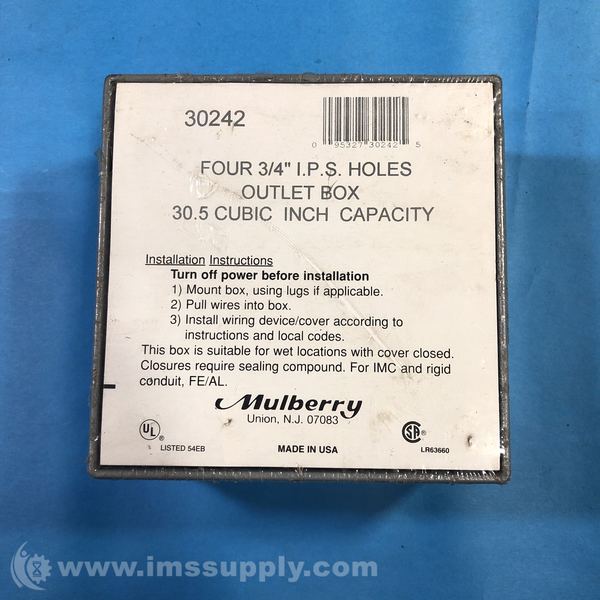 30242
0 95327 30242 5
FOUR 3/4" I.P.S. HOLES
OUTLET BOX
30.5 CUBIC INCH CAPACITY
Installation Instructions
Turn off power before installation
1) Mount box, using lugs if applicable.
2) Pull wires into box.
3) Install wiring device/cover according to
instructions and local codes.
This box is suitable for wet locations with cover closed.
Closures require sealing compound. For IMC and rigid
conduit, FE/AL.
Mulberry
Union, N.J. 07083
UL ®
LISTED 54EB
MADE IN USA
SA ®
LR63660
www.imssupply.com